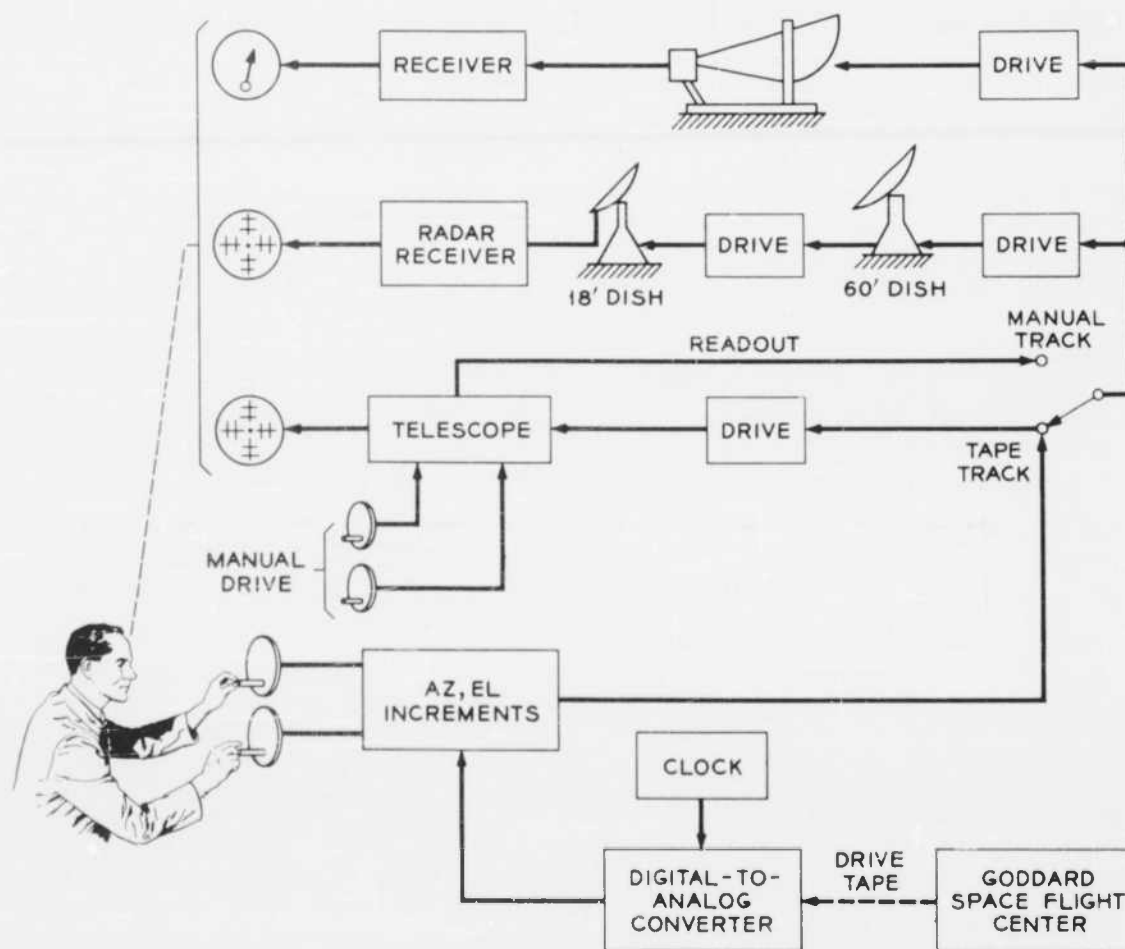 RECEIVER
DRIVE
RADAR
RECEIVER
18' DISH
DRIVE
60' DISH
DRIVE
MANUAL
TRACK
READOUT
TELESCOPE
DRIVE
TAPE
TRACK
MANUAL
DRIVE
AZ, EL
INCREMENTS
CLOCK
DIGITAL-TO-
ANALOG
CONVERTER
DRIVE
TAPE
GODDARD
SPACE FLIGHT
CENTER